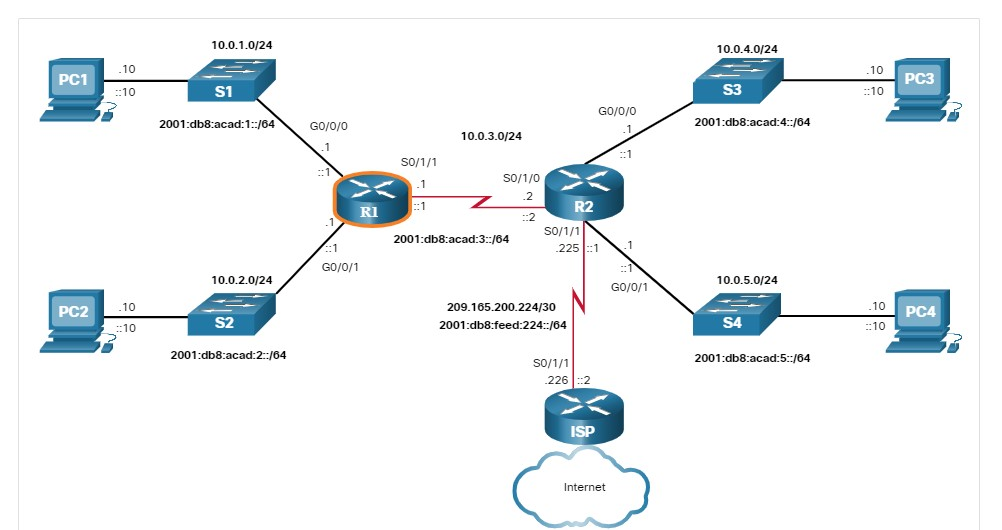 10.0.1.0/24
PC1
.10
::10
S1
2001:db8:acad:1::/64
G0/0/0
.1
::1
10.0.4.0/24
S3
.10
::10
PC3
2001:db8:acad:4::/64
G0/0/0
.1
::1
10.0.3.0/24
S0/1/1
.1
::1
R1
S0/1/0
.2
::2
R2
2001:db8:acad:3::/64
.1
::1
G0/0/1
S0/1/1
.225
::1
.1
::1
G0/0/1
10.0.2.0/24
PC2
.10
::10
S2
2001:db8:acad:2::/64
10.0.5.0/24
S4
.10
::10
PC4
2001:db8:acad:5::/64
209.165.200.224/30
2001:db8:feed:224::/64
S0/1/1
.226
::2
ISP
Internet